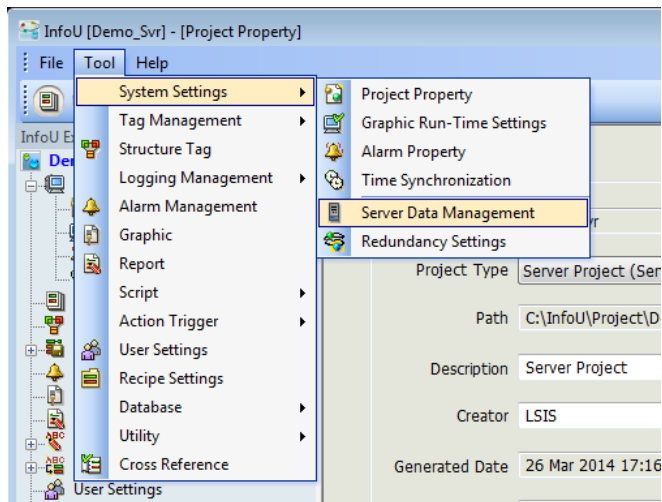 InfoU [Demo_Svr] - [Project Property]
File Tool Help
System Settings
Tag Management
Structure Tag
Logging Management
Alarm Management
Graphic
Report
Script
Action Trigger
User Settings
Recipe Settings
Database
Utility
Cross Reference
Project Property
Graphic Run-Time Settings
Alarm Property
Time Synchronization
Server Data Management
Redundancy Settings
InfoU
Project Type Server Project
Path C:\InfoU\Project\D
Description Server Project
Creator LSIS
Generated Date 26 Mar 2014 17:16
User Settings